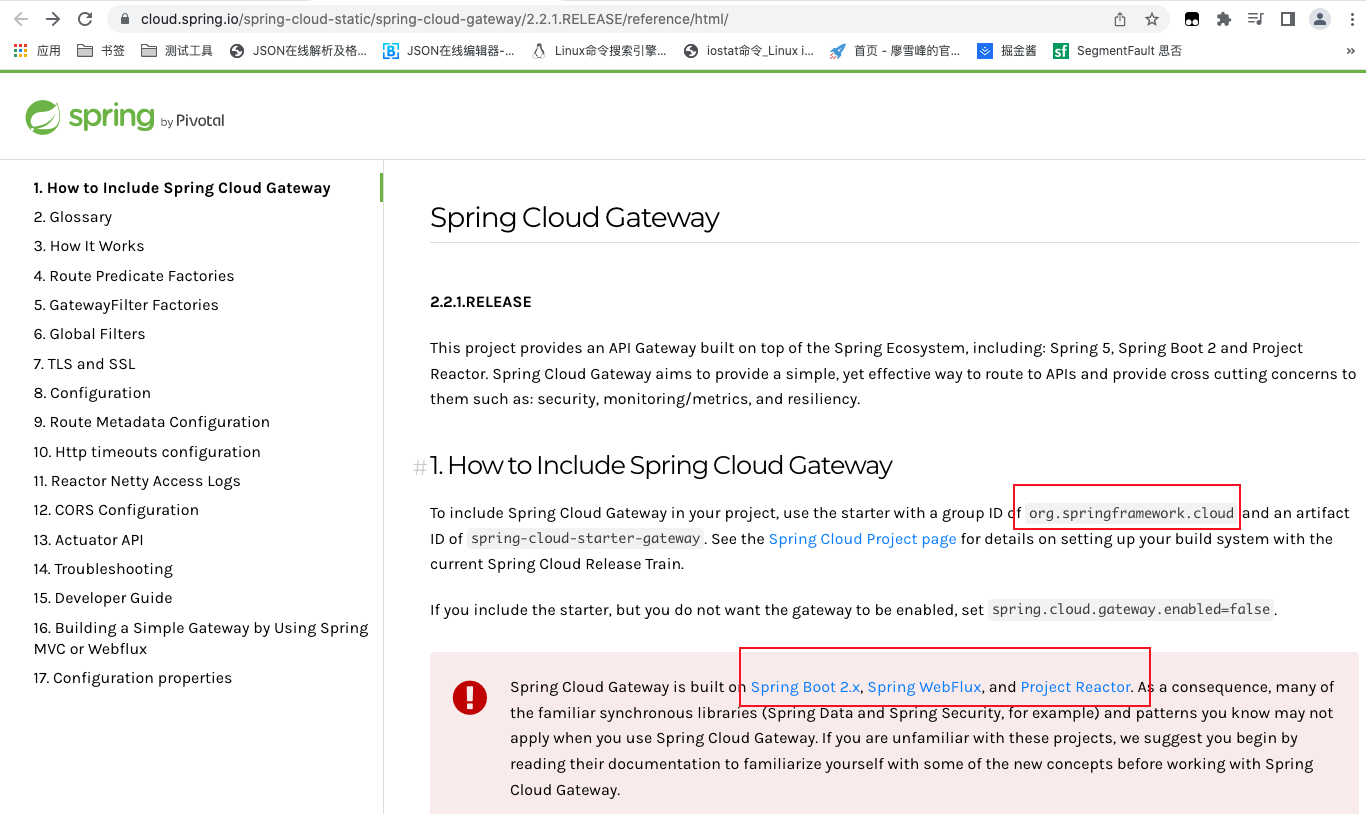 cloud.spring.io/spring-cloud-static/spring-cloud-gateway/2.2.1.RELEASE/reference/html/
应用 书签 测试工具 JSON在线解析及格... JSON在线编辑器-... Linux命令搜索引擎... iostat命令_Linux i... 首页 - 廖雪峰的官... 掘金酱 SegmentFault 思否 »
spring by Pivotal
1. How to Include Spring Cloud Gateway
2. Glossary
3. How It Works
4. Route Predicate Factories
5. GatewayFilter Factories
6. Global Filters
7. TLS and SSL
8. Configuration
9. Route Metadata Configuration
10. Http timeouts configuration
11. Reactor Netty Access Logs
12. CORS Configuration
13. Actuator API
14. Troubleshooting
15. Developer Guide
16. Building a Simple Gateway by Using Spring
MVC or Webflux
17. Configuration properties
Spring Cloud Gateway
2.2.1.RELEASE
This project provides an API Gateway built on top of the Spring Ecosystem, including: Spring 5, Spring Boot 2 and Project
Reactor. Spring Cloud Gateway aims to provide a simple, yet effective way to route to APIs and provide cross cutting concerns to
them such as: security, monitoring/metrics, and resiliency.
#1. How to Include Spring Cloud Gateway
To include Spring Cloud Gateway in your project, use the starter with a group ID of org.springframework.cloud and an artifact
ID of spring-cloud-starter-gateway. See the Spring Cloud Project page for details on setting up your build system with the
current Spring Cloud Release Train.
If you include the starter, but you do not want the gateway to be enabled, set spring.cloud.gateway.enabled=false.
Spring Cloud Gateway is built on Spring Boot 2.x, Spring WebFlux, and Project Reactor. As a consequence, many of
the familiar synchronous libraries (Spring Data and Spring Security, for example) and patterns you know may not
apply when you use Spring Cloud Gateway. If you are unfamiliar with these projects, we suggest you begin by
reading their documentation to familiarize yourself with some of the new concepts before working with Spring
Cloud Gateway.